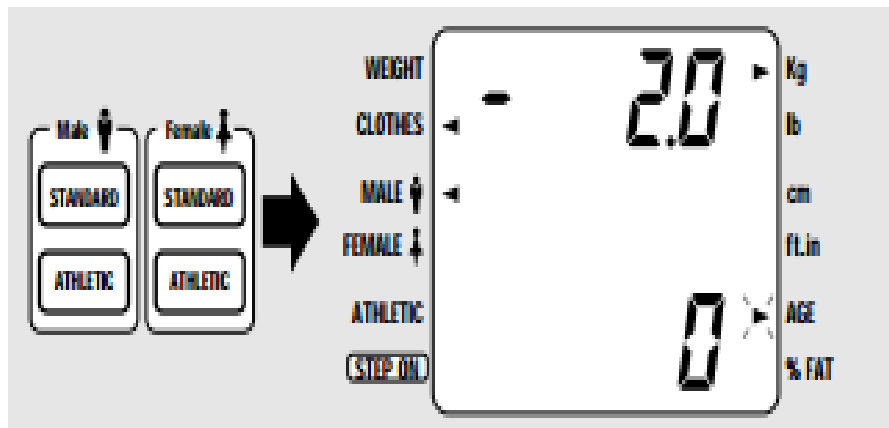 Male Female
STANDARD STANDARD
ATHLETIC ATHLETIC
WEIGHT - 2.0 Kg
CLOTHES lb
MALE cm
FEMALE ft.in
ATHLETIC 0 AGE
STEP ON % FAT